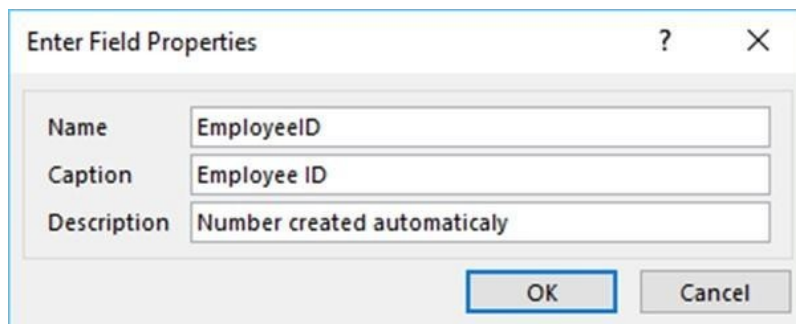 Enter Field Properties ?
Name EmployeeID
Caption Employee ID
Description Number created automaticaly
OK Cancel